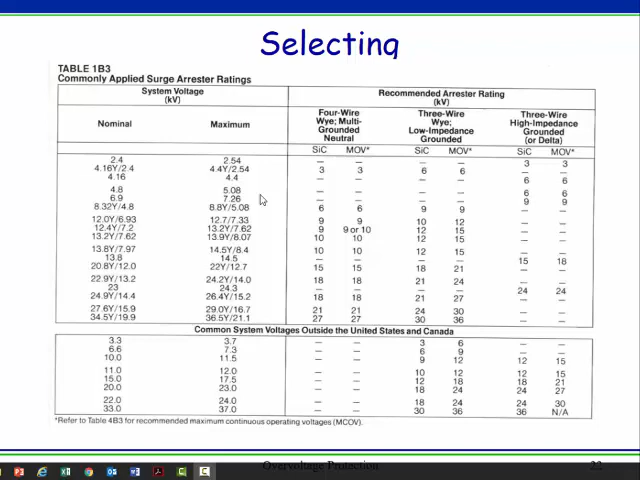 Selecting
TABLE 1B3
Commonly Applied Surge Arrester Ratings
System Voltage (kV) Recommended Arrester Rating (kV)
Nominal Maximum Four-Wire Wye; Multi-Grounded Neutral Three-Wire Wye; Low-Impedance Grounded Three-Wire High-Impedance Grounded (or Delta)
SiC MOV* SiC MOV* SiC MOV*
2.4 2.54 – – – – 3 3
4.16Y/2.4 4.4Y/2.54 3 3 6 6 – –
4.16 4.4 – – – – 6 6
4.8 5.08 – – – – 6 6
6.9 7.26 – – – – 9 9
8.32Y/4.8 8.8Y/5.08 6 6 9 9 – –
12.0Y/6.93 12.7/7.33 9 9 10 12 – –
12.4Y/7.2 13.2Y/7.62 9 9 or 10 12 15 – –
13.2Y/7.62 13.9Y/8.07 10 10 12 15 – –
13.8Y/7.97 14.5Y/8.4 10 10 12 15 – –
13.8 14.5 – – – – 15 18
20.8Y/12.0 22Y/12.7 15 15 18 21 – –
22.9Y/13.2 24.2Y/14.0 18 18 21 24 – –
23 24.3 – – – – 24 24
24.9Y/14.4 26.4Y/15.2 18 18 21 27 – –
27.6Y/15.9 29.0Y/16.7 21 21 24 30 – –
34.5Y/19.9 36.5Y/21.1 27 27 30 36 – –
Common System Voltages Outside the United States and Canada
3.3 3.7 – – 3 6 – –
6.6 7.3 – – 6 9 – –
10.0 11.5 – – 9 12 12 15
11.0 12.0 – – 10 12 12 15
15.0 17.5 – – 12 18 18 21
20.0 23.0 – – 18 24 24 27
22.0 24.0 – – 18 24 24 30
33.0 37.0 – – 30 36 36 N/A
*Refer to Table 4B3 for recommended maximum continuous operating voltages (MCOV).
Overvoltage Protection 22